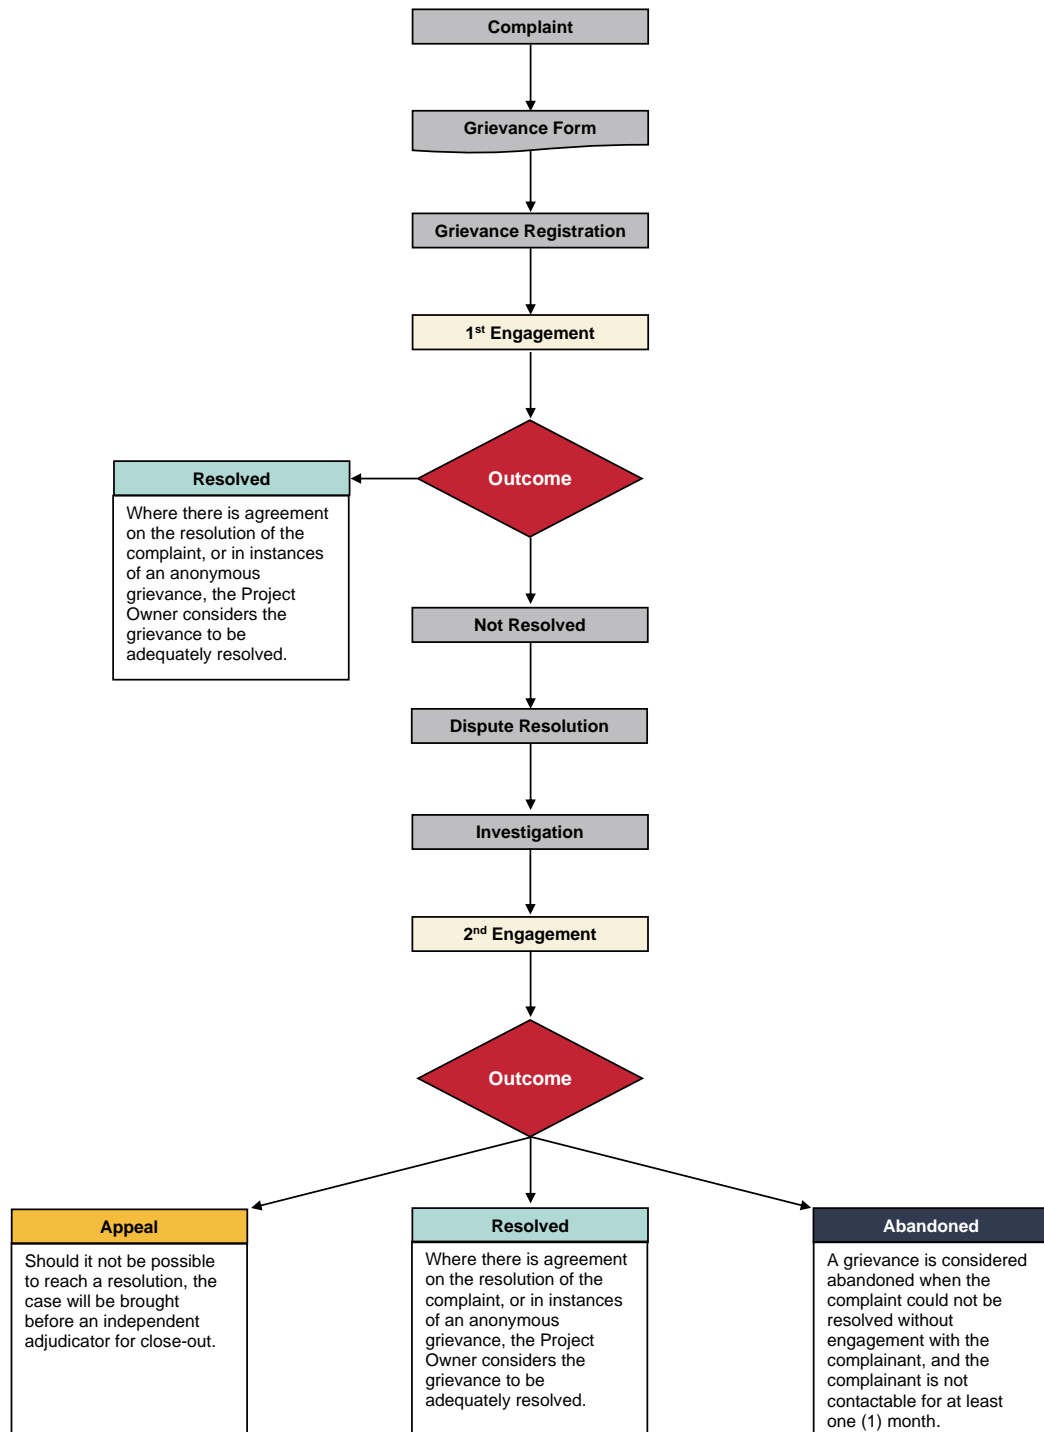 Complaint
Grievance Form
Grievance Registration
1st Engagement
Outcome
Resolved
Where there is agreement
on the resolution of the
complaint, or in instances
of an anonymous
grievance, the Project
Owner considers the
grievance to be
adequately resolved.
Not Resolved
Dispute Resolution
Investigation
2nd Engagement
Outcome
Appeal
Should it not be possible
to reach a resolution, the
case will be brought
before an independent
adjudicator for close-out.
Resolved
Where there is agreement
on the resolution of the
complaint, or in instances
of an anonymous
grievance, the Project
Owner considers the
grievance to be
adequately resolved.
Abandoned
A grievance is considered
abandoned when the
complaint could not be
resolved without
engagement with the
complainant, and the
complainant is not
contactable for at least
one (1) month.